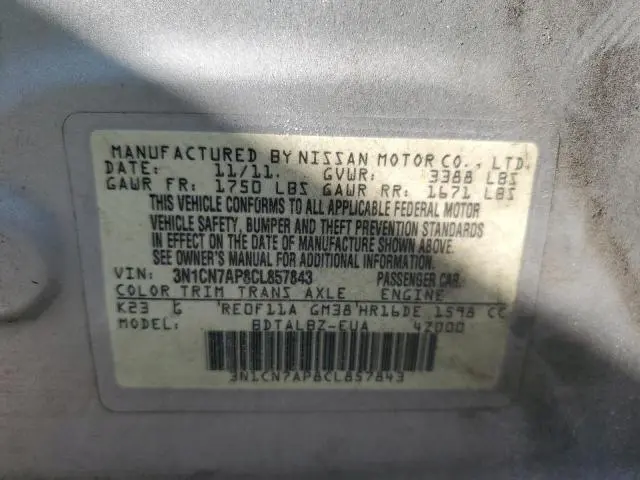 MANUFACTURED BY NISSAN MOTOR CO., LTD.
DATE: 11/11. GVWR: 3388 LBS
GAWR FR: 1750 LBS GAWR RR: 1671 LBS
THIS VEHICLE CONFORMS TO ALL APPLICABLE FEDERAL MOTOR
VEHICLE SAFETY, BUMPER AND THEFT PREVENTION STANDARDS
IN EFFECT ON THE DATE OF MANUFACTURE SHOWN ABOVE.
SEE OWNER'S MANUAL FOR ADDITIONAL INFORMATION.
VIN: 3N1CN7AP8CL857843 PASSENGER CAR
COLOR TRIM TRANS AXLE ENGINE
K23 G RE0F11A GM38 HR16DE 1598 CC
MODEL: BDTALBZ-EUA 4Z000
3N1CN7AP8CL857843